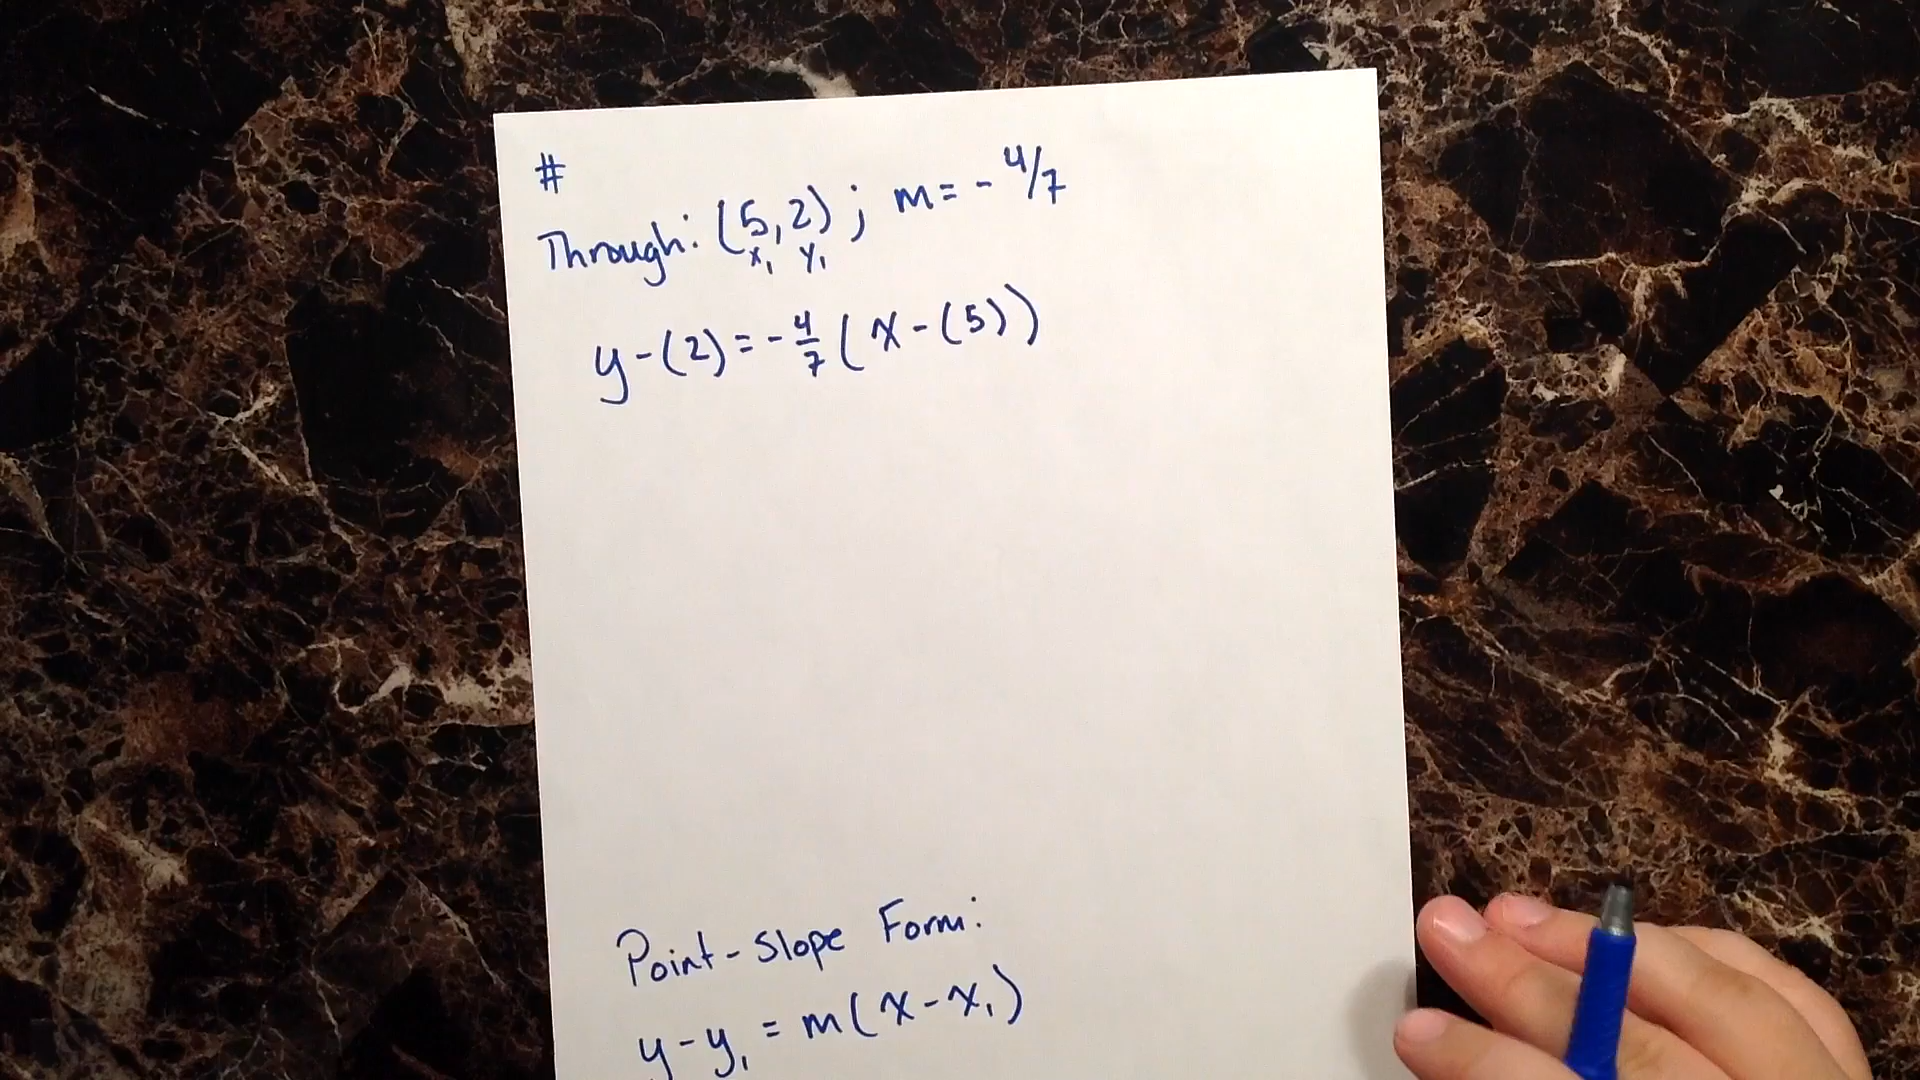 #
Through: (5,2) ; m = - 4/7
x₁ y₁
y-(2) = - 4/7 ( x - (5) )
Point-Slope Form:
y-y₁ = m(x-x₁)